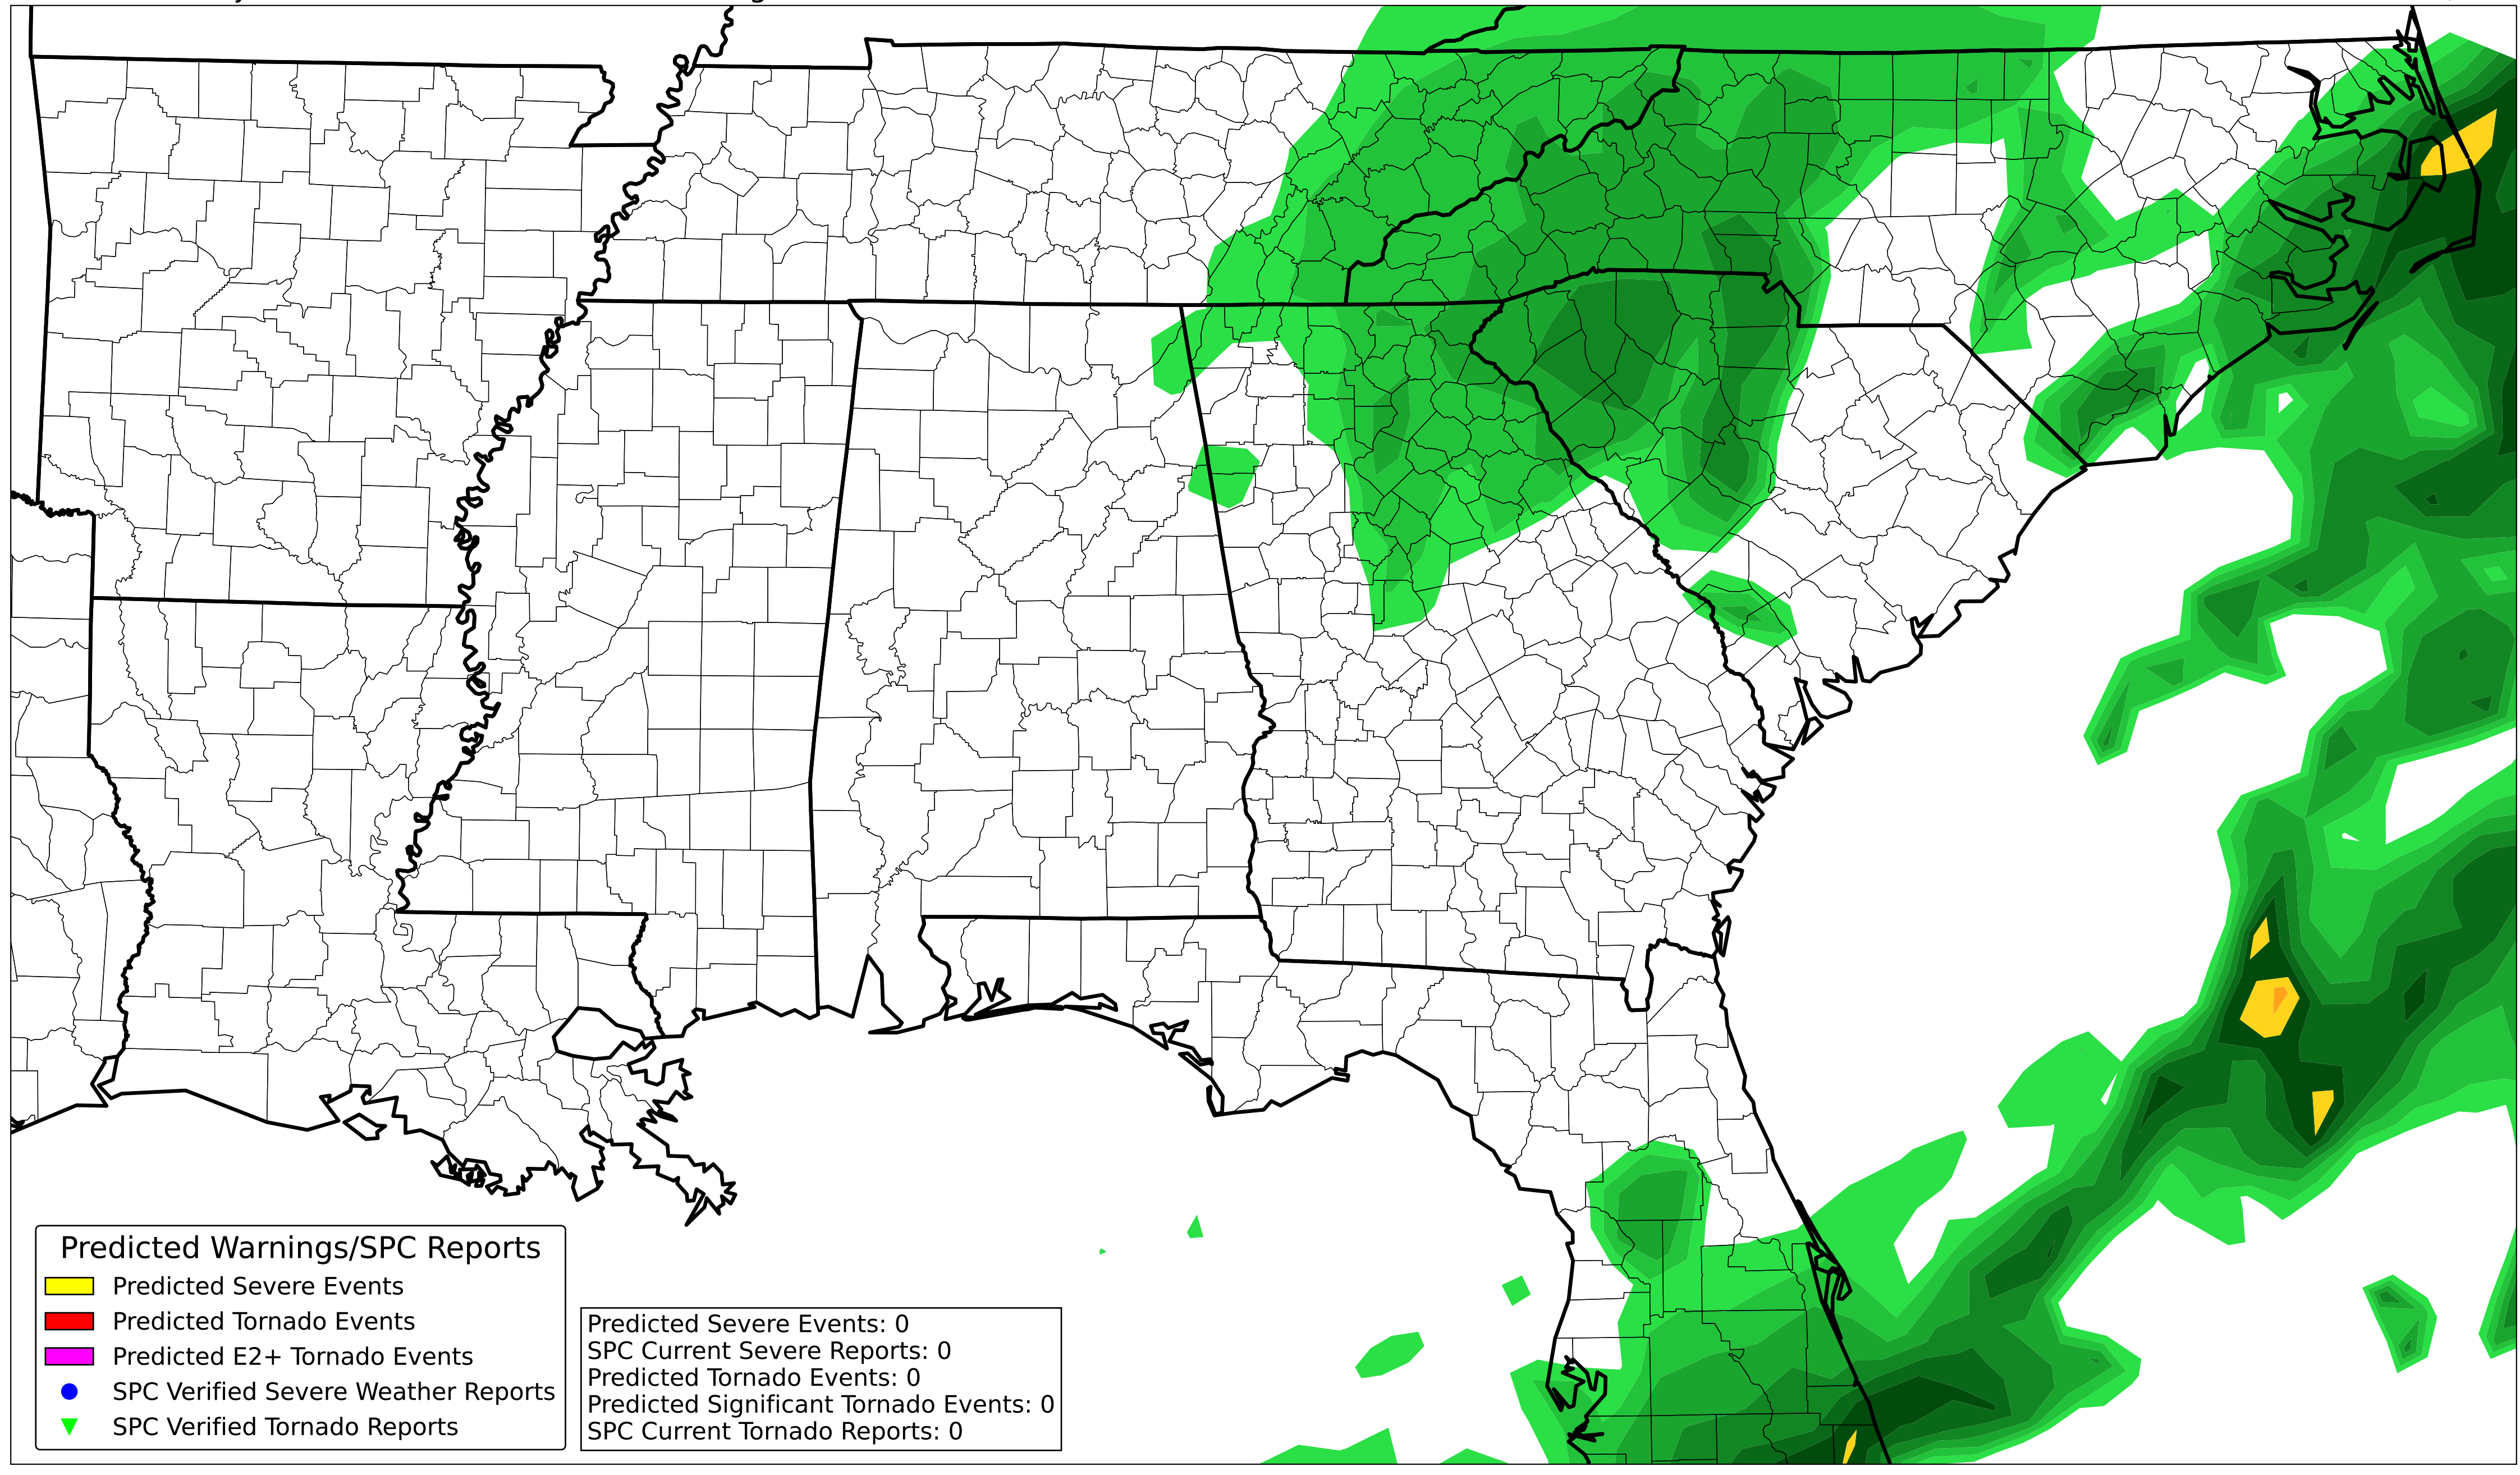 Predicted Warnings/SPC Reports
Predicted Severe Events
Predicted Tornado Events
Predicted E2+ Tornado Events
SPC Verified Severe Weather Reports
SPC Verified Tornado Reports
Predicted Severe Events: 0
SPC Current Severe Reports: 0
Predicted Tornado Events: 0
Predicted Significant Tornado Events: 0
SPC Current Tornado Reports: 0